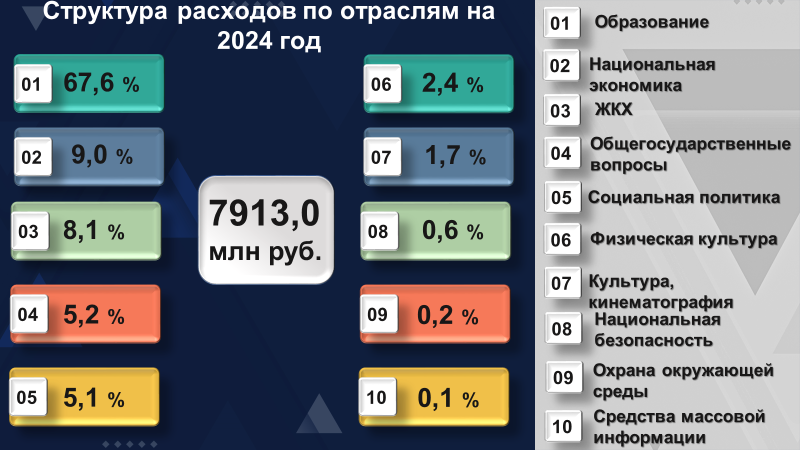 Структура расходов по отраслям на
2024 год
01 67,6 %
02 9,0 %
03 8,1 %
04 5,2 %
05 5,1 %
7913,0
млн руб.
06 2,4 %
07 1,7 %
08 0,6 %
09 0,2 %
10 0,1 %
01 Образование
02 Национальная
экономика
03 ЖКХ
04 Общегосударственные
вопросы
05 Социальная политика
06 Физическая культура
07 Культура,
кинематография
08 Национальная
безопасность
09 Охрана окружающей
среды
10 Средства массовой
информации